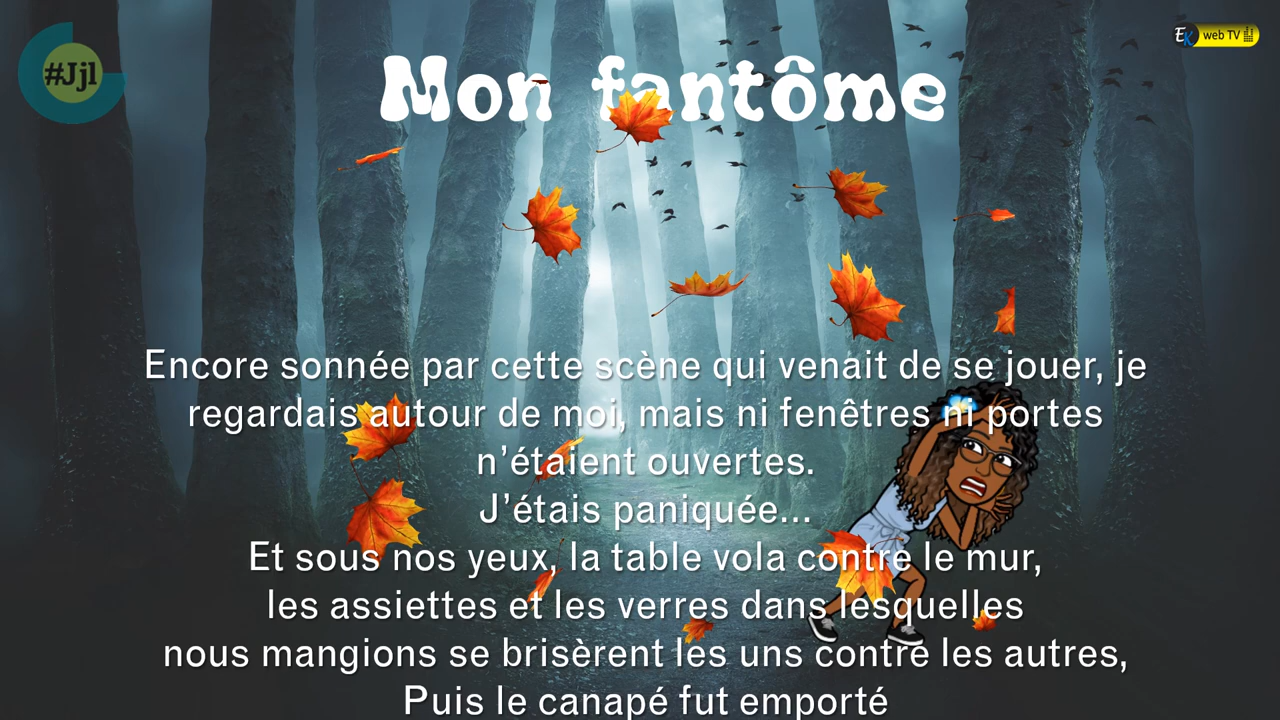 #Jjl
EK web TV
Mon fantôme
Encore sonnée par cette scène qui venait de se jouer, je
regardais autour de moi, mais ni fenêtres ni portes
n’étaient ouvertes.
J’étais paniquée...
Et sous nos yeux, la table vola contre le mur,
les assiettes et les verres dans lesquelles
nous mangions se brisèrent les uns contre les autres,
Puis le canapé fut emporté